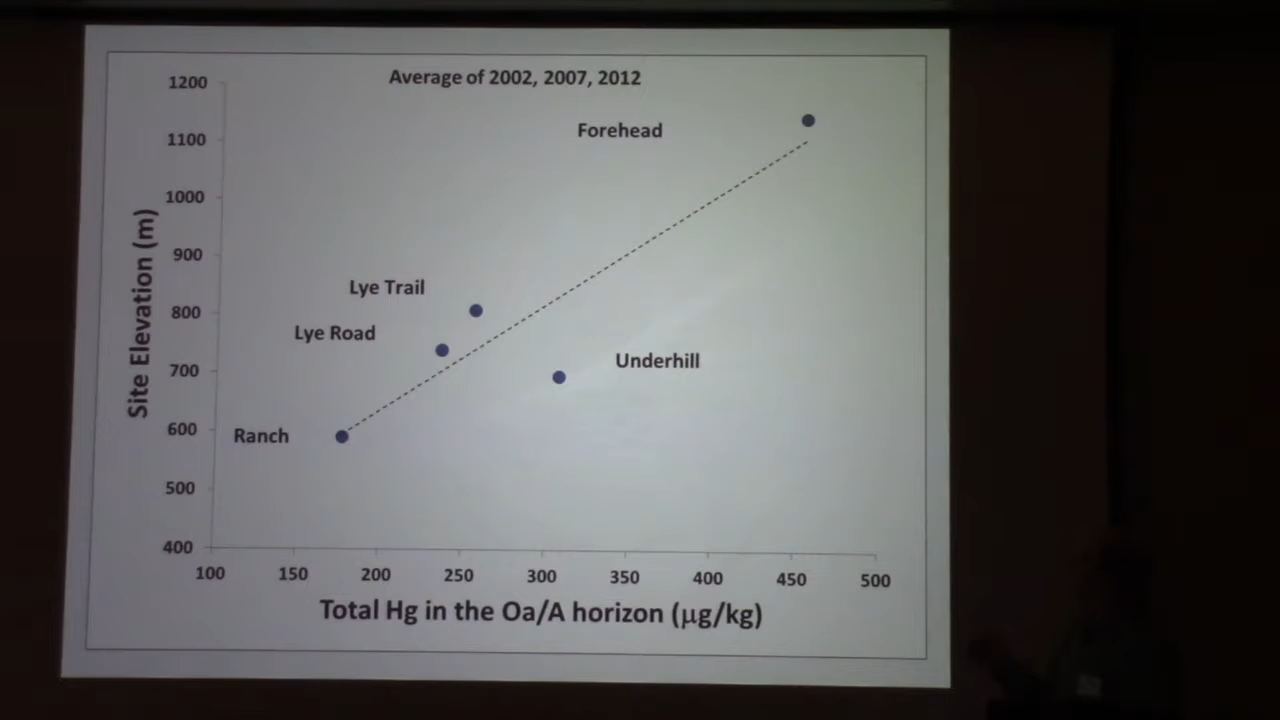 Average of 2002, 2007, 2012
1200
1100
1000
900
800
700
600
500
400
Site Elevation (m)
Forehead
Lye Trail
Lye Road
Underhill
Ranch
100 150 200 250 300 350 400 450 500
Total Hg in the Oa/A horizon (μg/kg)